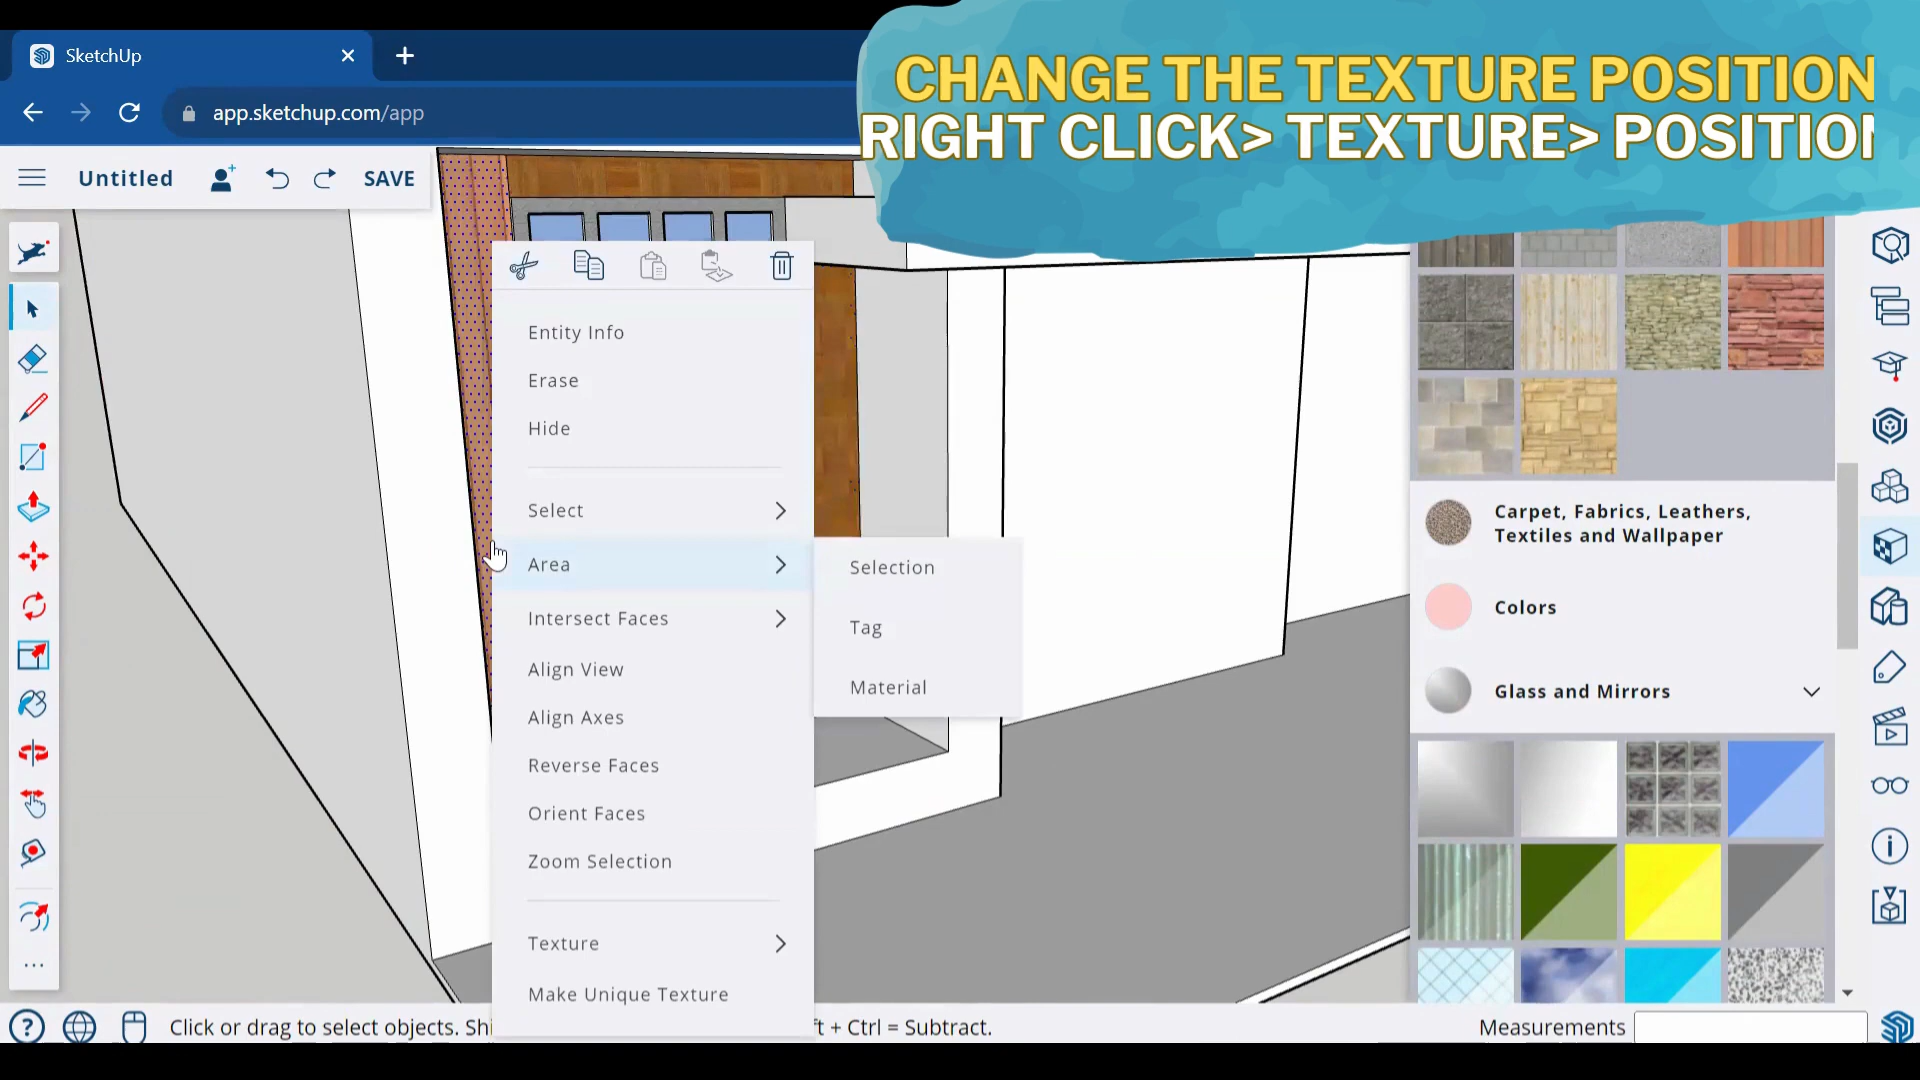 SketchUp
app.sketchup.com/app
CHANGE THE TEXTURE POSITION
RIGHT CLICK> TEXTURE> POSITION
Untitled
SAVE
Entity Info
Erase
Hide
Select
Area
Intersect Faces
Align View
Align Axes
Reverse Faces
Orient Faces
Zoom Selection
Texture
Make Unique Texture
Selection
Tag
Material
Carpet, Fabrics, Leathers,
Textiles and Wallpaper
Colors
Glass and Mirrors
Click or drag to select objects. Shi
ft + Ctrl = Subtract.
Measurements